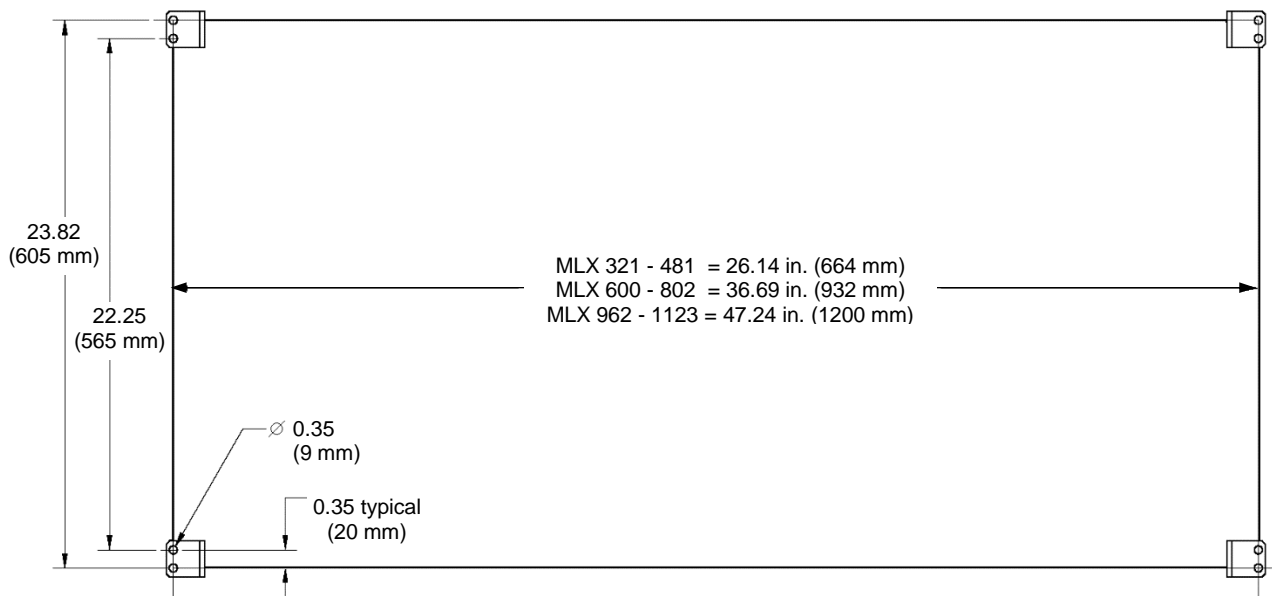 23.82
(605 mm)
22.25
(565 mm)
MLX 321 - 481 = 26.14 in. (664 mm)
MLX 600 - 802 = 36.69 in. (932 mm)
MLX 962 - 1123 = 47.24 in. (1200 mm)
⌀ 0.35
(9 mm)
0.35 typical
(20 mm)